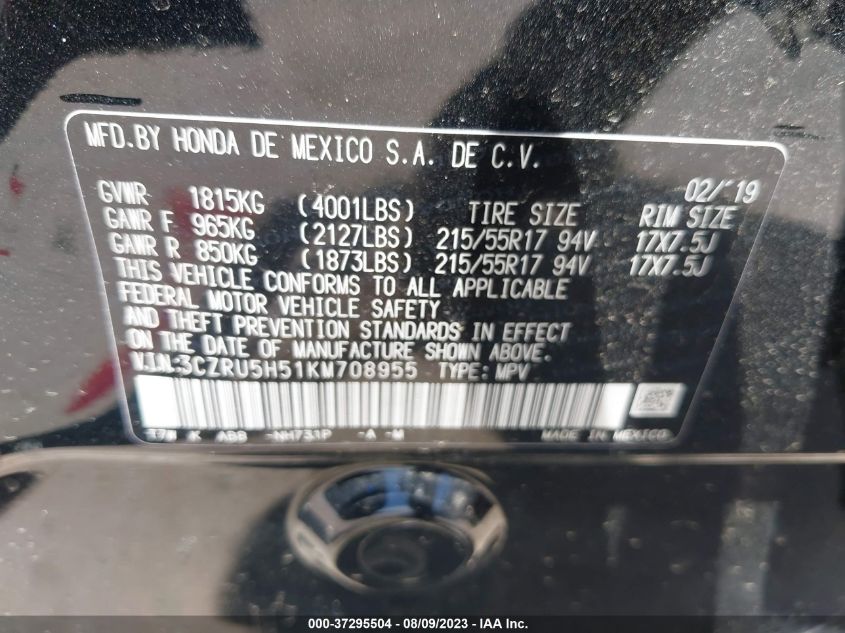 MFD.BY HONDA DE MEXICO S.A. DE C.V.
02/'19
GVWR 1815KG (4001LBS) TIRE SIZE RIM SIZE
GAWR F 965KG (2127LBS) 215/55R17 94V 17X7.5J
GAWR R 850KG (1873LBS) 215/55R17 94V 17X7.5J
THIS VEHICLE CONFORMS TO ALL APPLICABLE
FEDERAL MOTOR VEHICLE SAFETY
AND THEFT PREVENTION STANDARDS IN EFFECT
ON THE DATE OF MANUFACTURE SHOWN ABOVE.
V.I.N:3CZRU5H51KM708955 TYPE: MPV
K ABB -NH731P -A -M MADE IN MEXICO
000-37295504 - 08/09/2023 - IAA Inc.